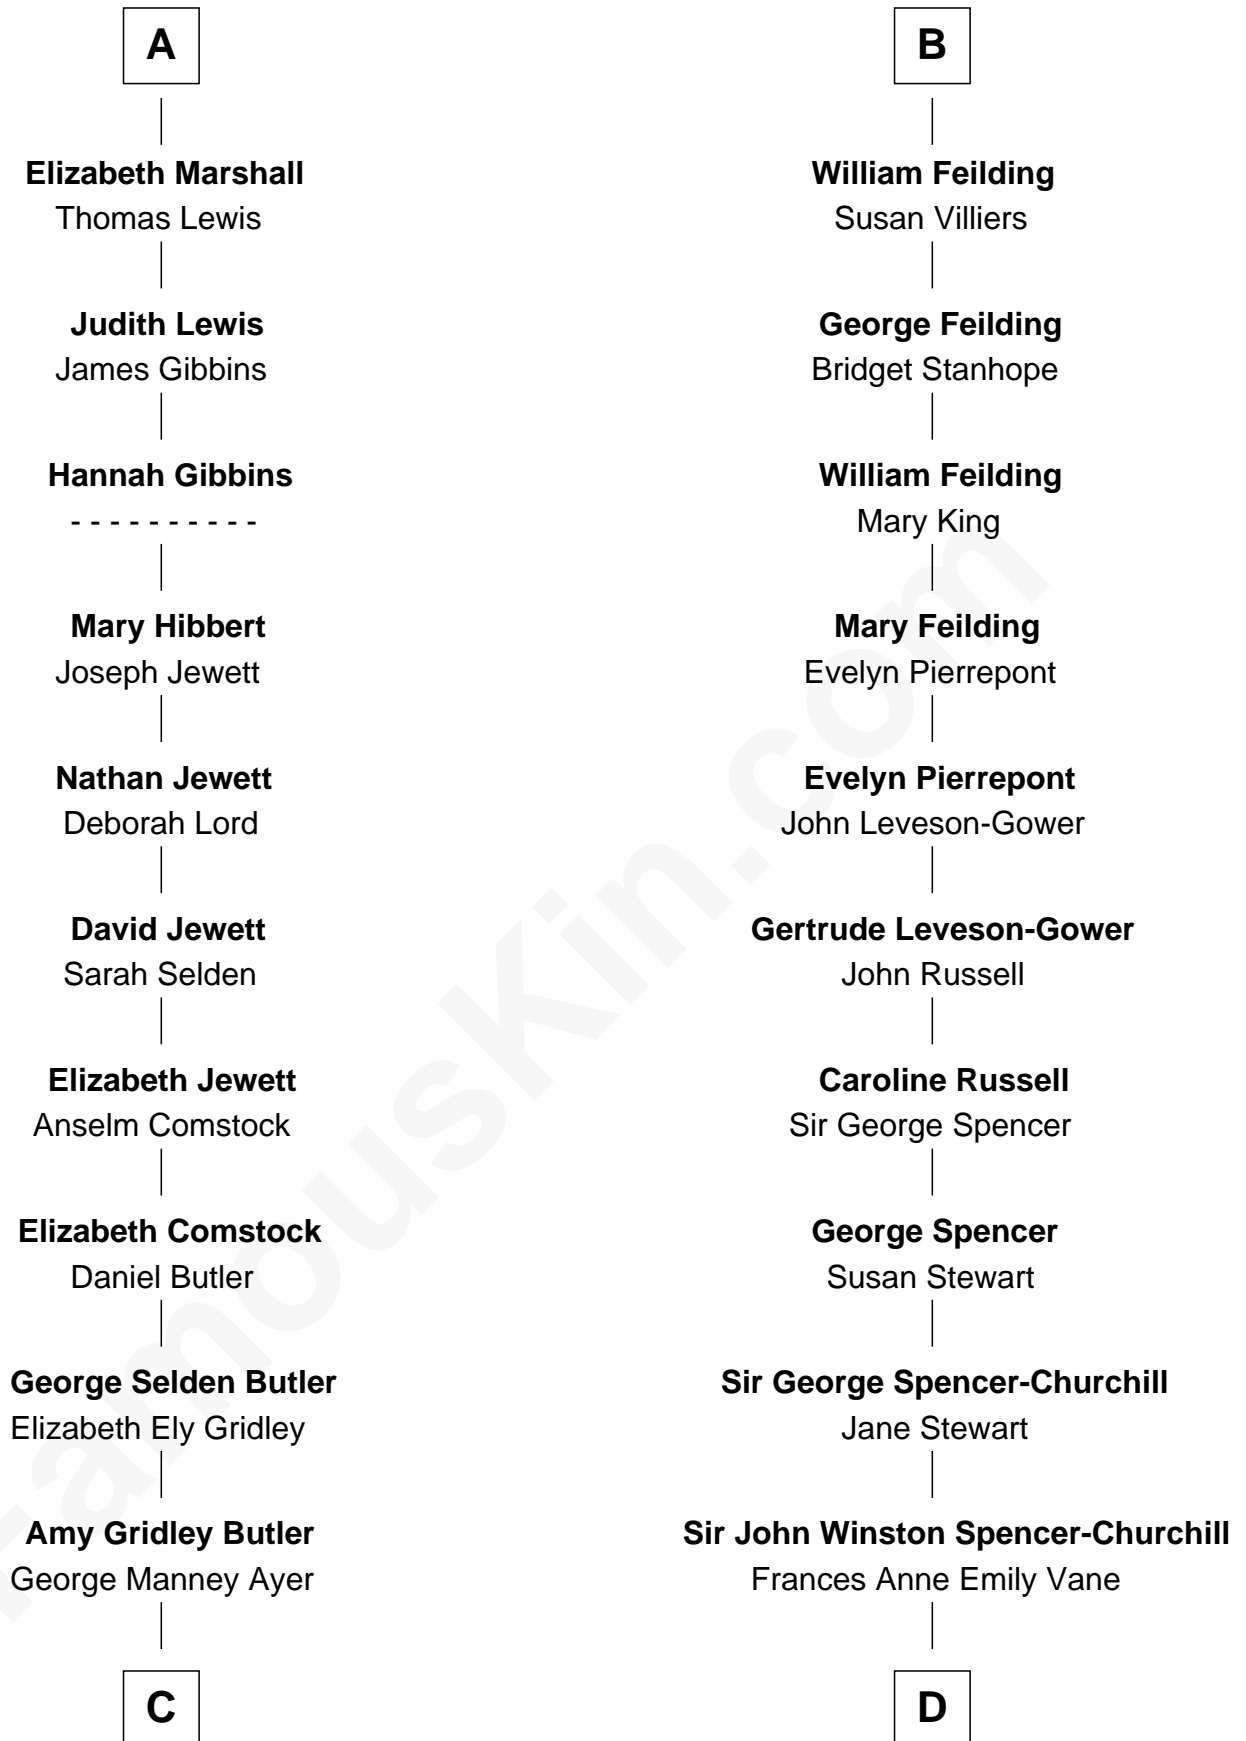 A
Elizabeth Marshall
Thomas Lewis
Judith Lewis
James Gibbins
Hannah Gibbins
- - - - - - - - - -
Mary Hibbert
Joseph Jewett
Nathan Jewett
Deborah Lord
David Jewett
Sarah Selden
Elizabeth Jewett
Anselm Comstock
Elizabeth Comstock
Daniel Butler
George Selden Butler
Elizabeth Ely Gridley
Amy Gridley Butler
George Manney Ayer
C
B
William Feilding
Susan Villiers
George Feilding
Bridget Stanhope
William Feilding
Mary King
Mary Feilding
Evelyn Pierrepont
Evelyn Pierrepont
John Leveson-Gower
Gertrude Leveson-Gower
John Russell
Caroline Russell
Sir George Spencer
George Spencer
Susan Stewart
Sir George Spencer-Churchill
Jane Stewart
Sir John Winston Spencer-Churchill
Frances Anne Emily Vane
D
FamousKin.com